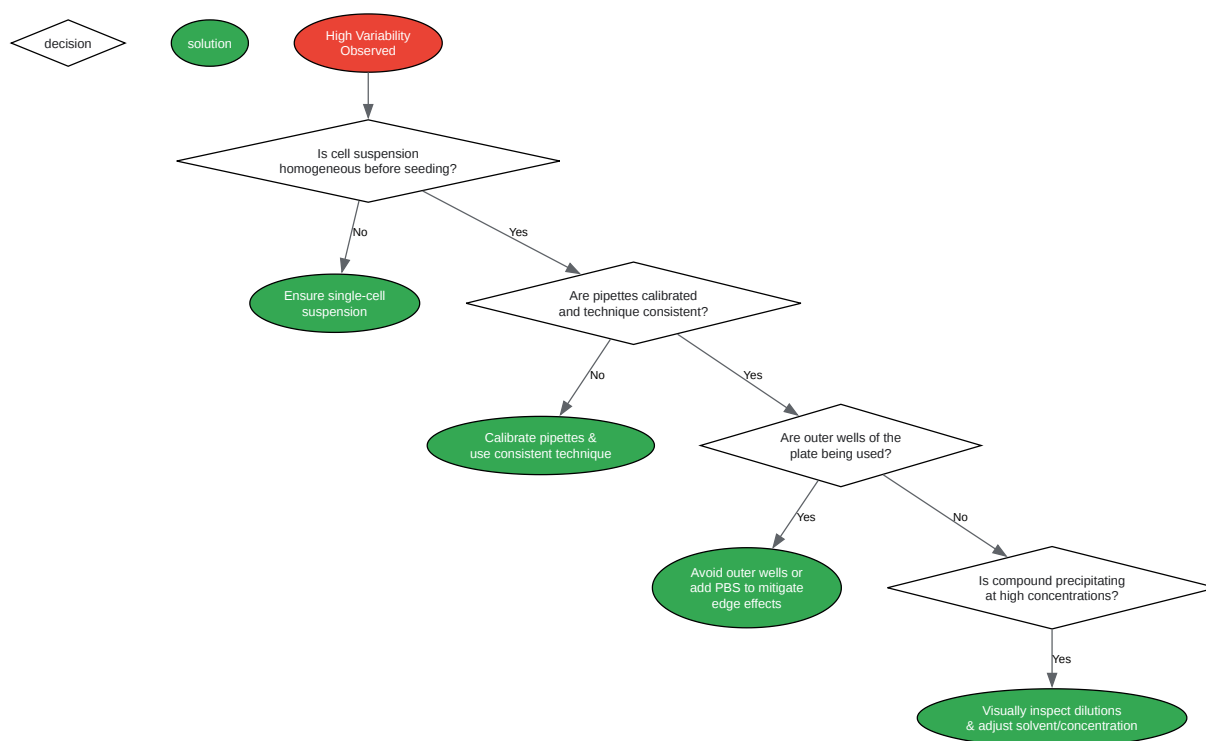 decision
solution
High Variability
Observed
Is cell suspension
homogeneous before seeding?
No
Yes
Ensure single-cell
suspension
Are pipettes calibrated
and technique consistent?
No
Yes
Calibrate pipettes &
use consistent technique
Are outer wells of the
plate being used?
Yes
No
Avoid outer wells or
add PBS to mitigate
edge effects
Is compound precipitating
at high concentrations?
Yes
Visually inspect dilutions
& adjust solvent/concentration